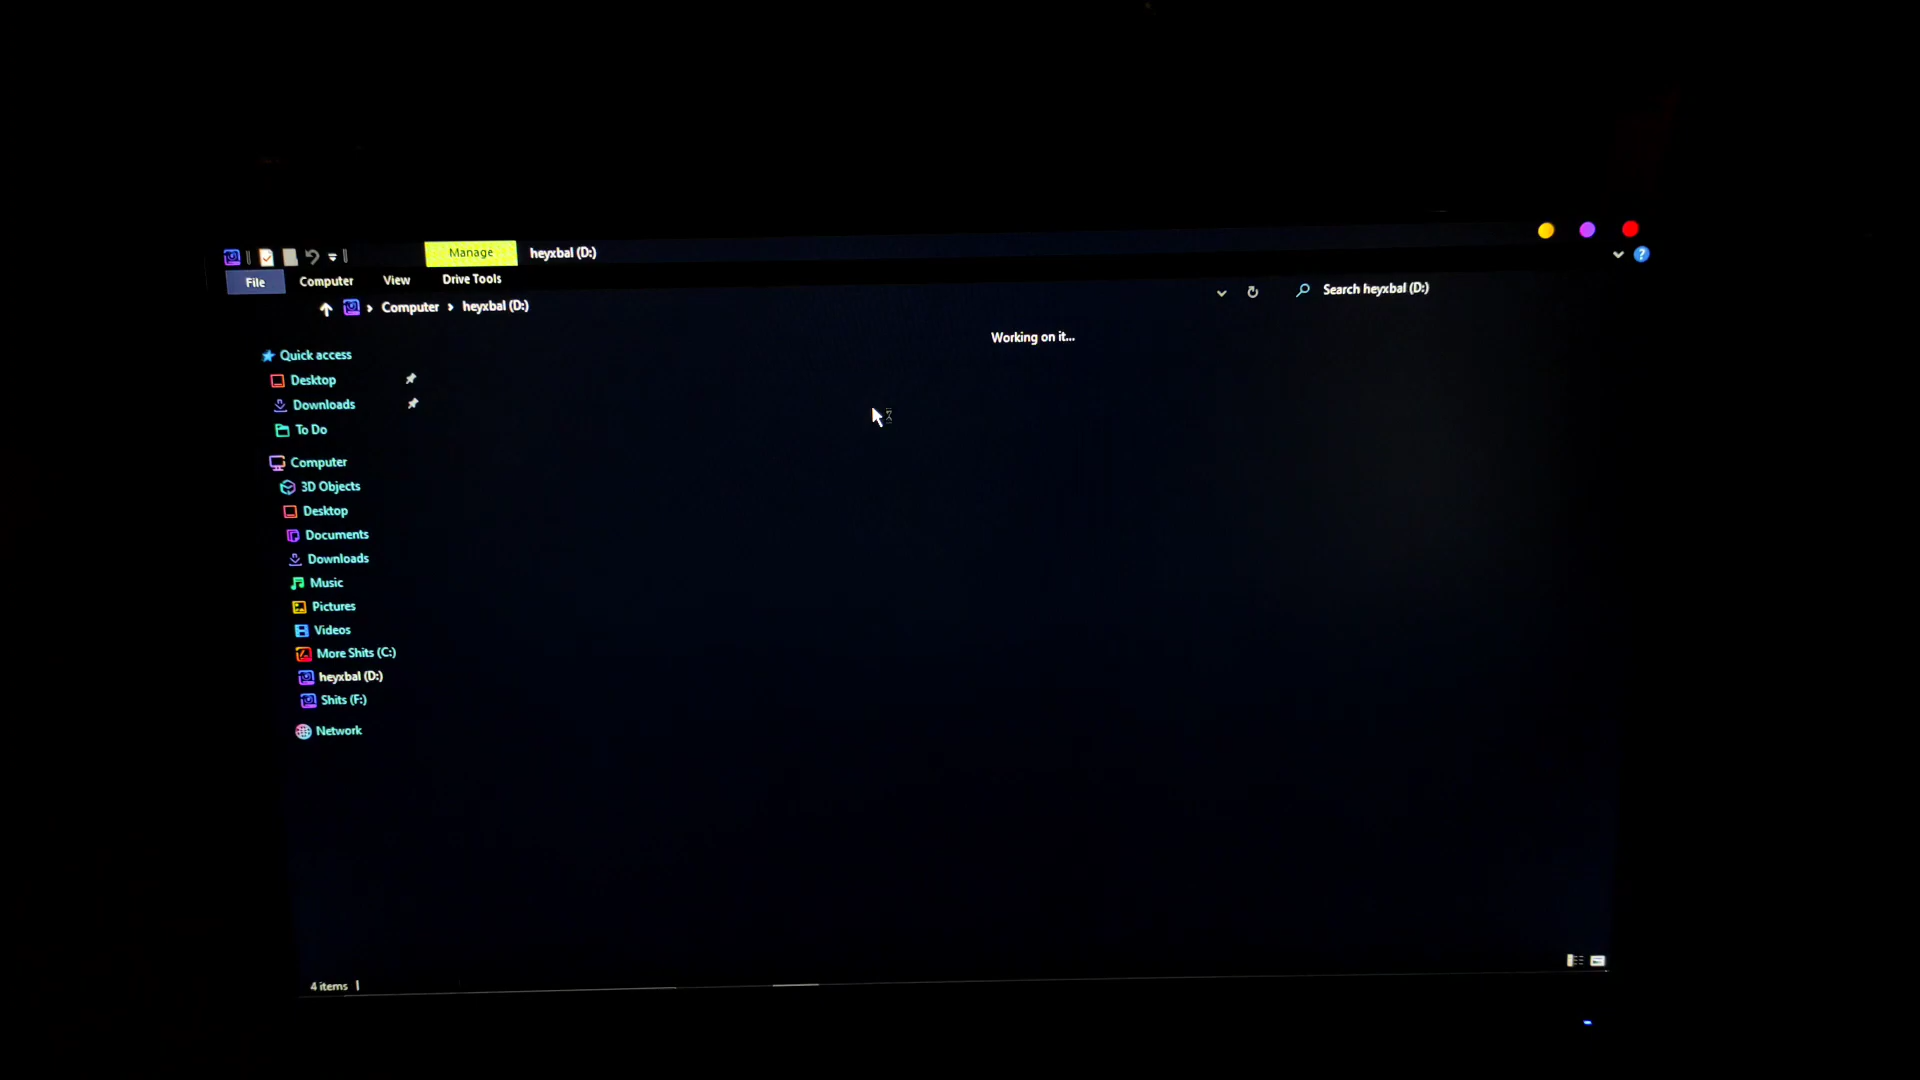 Manage heyxbal (D:)
File Computer View Drive Tools
Computer heyxbal (D:) Search heyxbal (D:)
Working on it...
Quick access
Desktop
Downloads
To Do
Computer
3D Objects
Desktop
Documents
Downloads
Music
Pictures
Videos
More Shits (C:)
heyxbal (D:)
Shits (F:)
Network
4 items